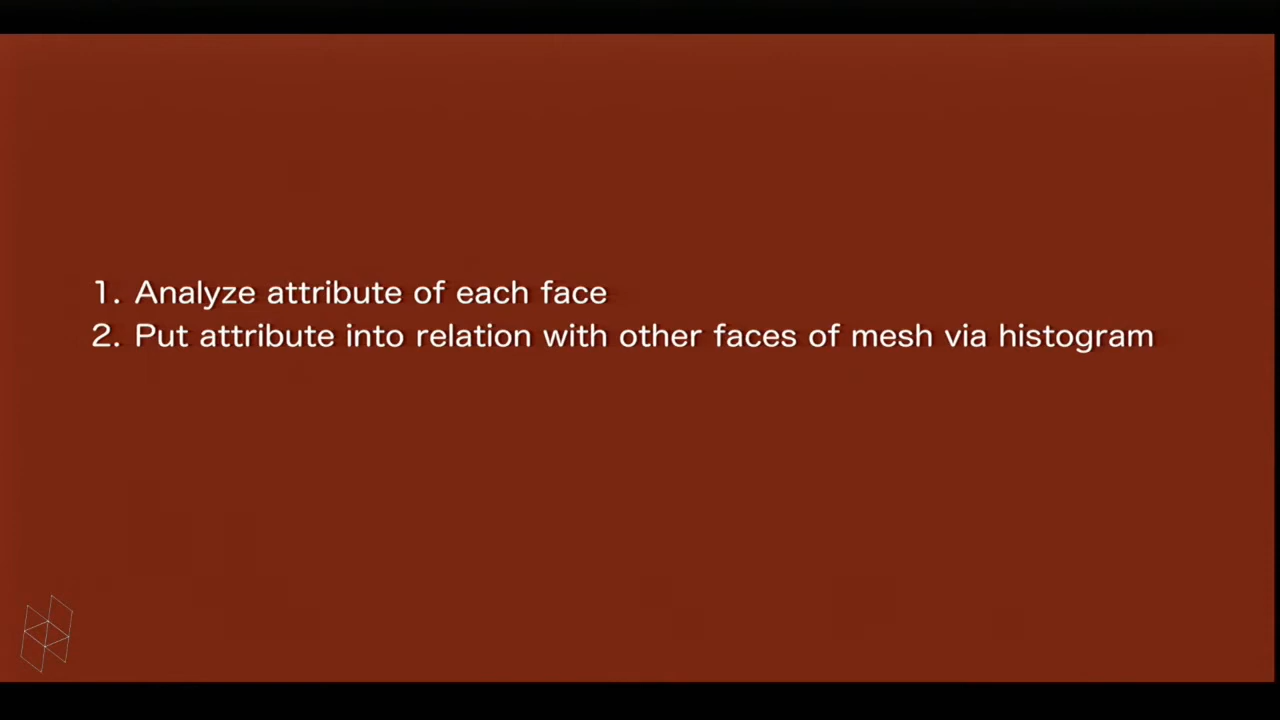 1. Analyze attribute of each face
2. Put attribute into relation with other faces of mesh via histogram